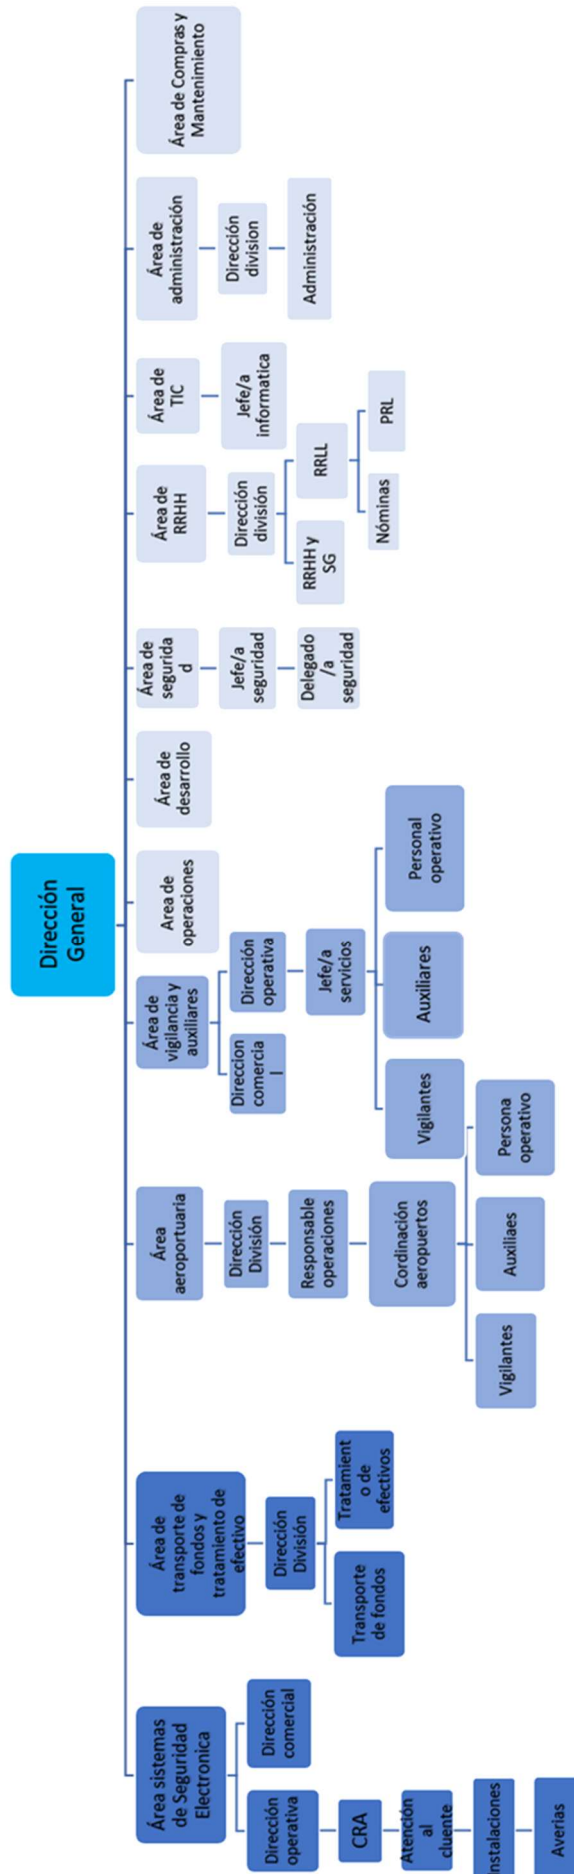 Dirección
General
Área sistemas
de Seguridad
Electronica
Dirección
operativa
CRA
Atención
al
cluente
Instalaciones
Averias
Dirección
comercial
Área de
transporte de
fondos y
tratamiento de
efectivo
Dirección
División
Transporte
de fondos
Tratamient
o de
efectivos
Área
aeroportuaria
Dirección
División
Responsable
operaciones
Cordinación
aeropuertos
Vigilantes
Auxiliaes
Persona
operativo
Área de
vigilancia y
auxiliares
Direccion
comercia
l
Dirección
operativa
Jefe/a
servicios
Vigilantes
Auxiliares
Personal
operativo
Area de
operaciones
Área de
desarrollo
Área de
segurida
d
Jefe/a
seguridad
Delegado
/a
seguridad
Área de
RRHH
Dirección
división
RRHH y
SG
RRLL
Nóminas
PRL
Área de
TIC
Jefe/a
informatica
Área de
administración
Dirección
division
Administración
Área de Compras y
Mantenimiento